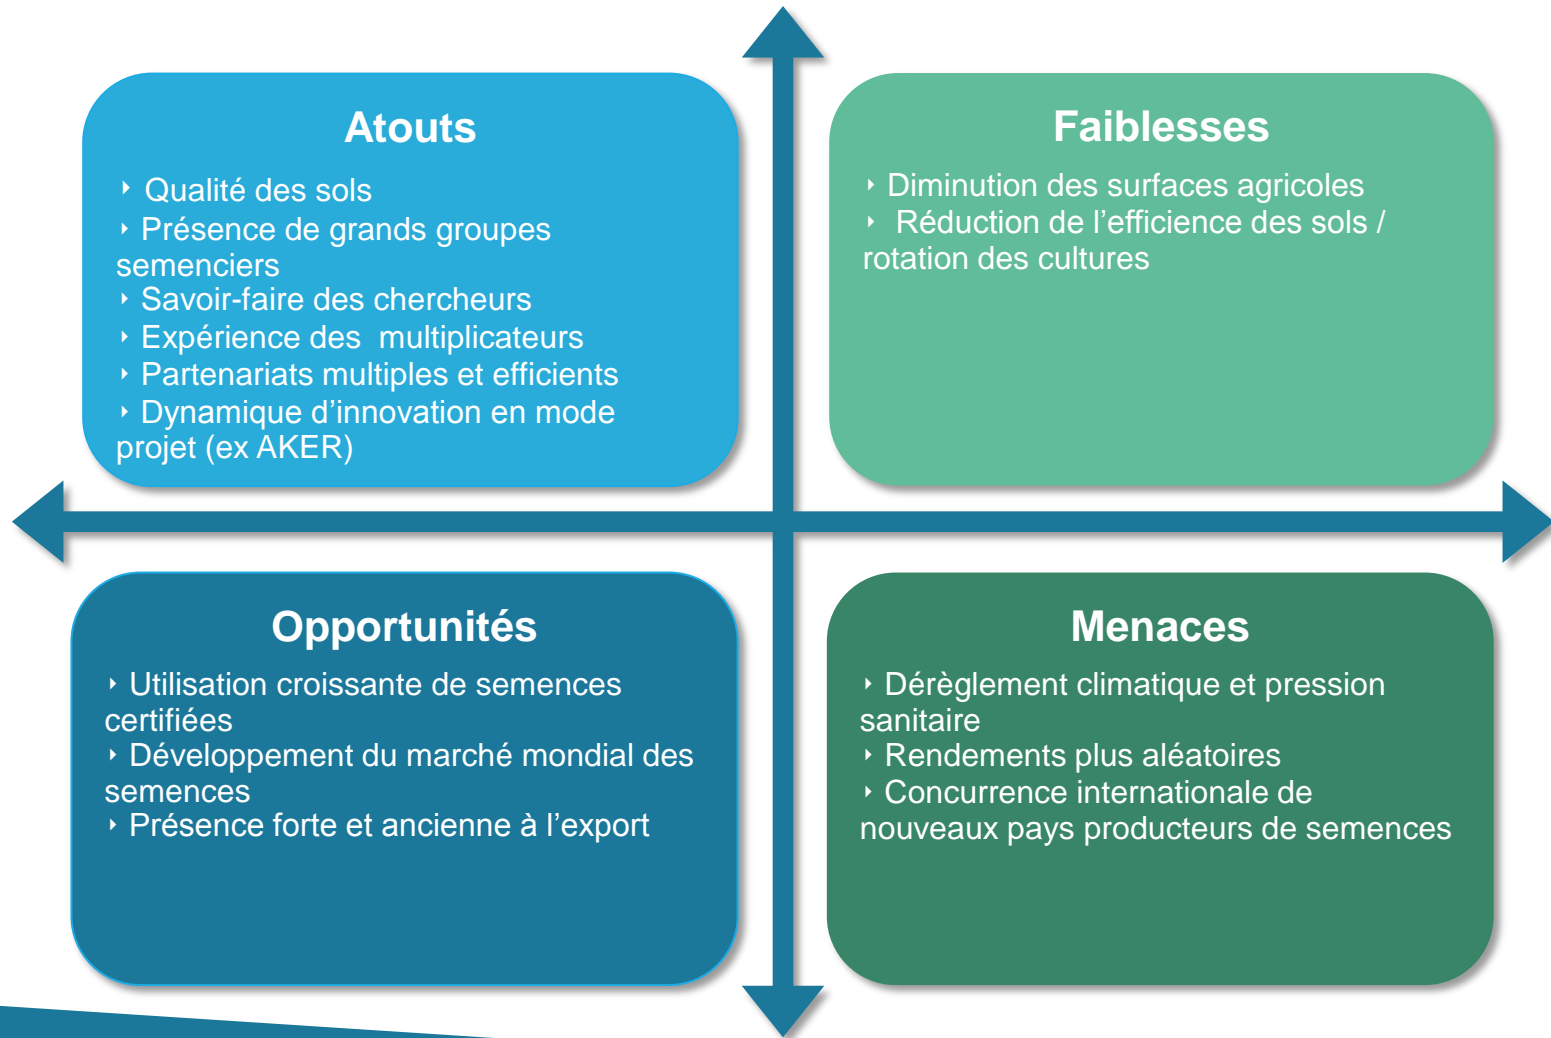 Atouts
‣ Qualité des sols
‣ Présence de grands groupes
semenciers
‣ Savoir-faire des chercheurs
‣ Expérience des  multiplicateurs
‣ Partenariats multiples et efficients
‣ Dynamique d’innovation en mode
projet (ex AKER)
Faiblesses
‣ Diminution des surfaces agricoles
‣ Réduction de l’efficience des sols /
rotation des cultures
Opportunités
‣ Utilisation croissante de semences
certifiées
‣ Développement du marché mondial des
semences
‣ Présence forte et ancienne à l’export
Menaces
‣ Dérèglement climatique et pression
sanitaire
‣ Rendements plus aléatoires
‣ Concurrence internationale de
nouveaux pays producteurs de semences